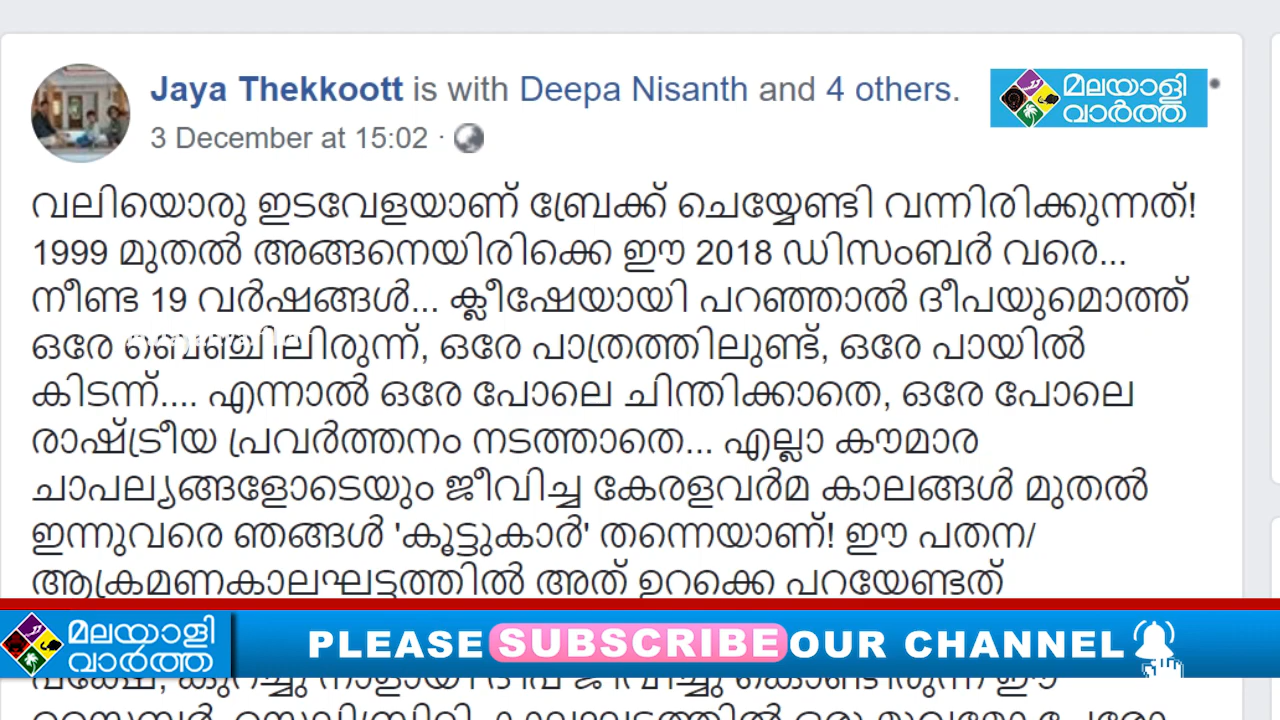 Jaya Thekkoott is with Deepa Nisanth and 4 others.
3 December at 15:02 ·
മലയാളി
വാർത്ത
വലിയൊരു ഇടവേളയാണ് ബ്രേക്ക് ചെയ്യേണ്ടി വന്നിരിക്കുന്നത്!
1999 മുതൽ അങ്ങനെയിരിക്കെ ഈ 2018 ഡിസംബർ വരെ...
നീണ്ട 19 വർഷങ്ങൾ... ക്ലീഷേയായി പറഞ്ഞാൽ ദീപയുമൊത്ത്
ഒരേ ബെഞ്ചിലിരുന്ന്, ഒരേ പാത്രത്തിലുണ്ട്, ഒരേ പായിൽ
കിടന്ന്.... എന്നാൽ ഒരേ പോലെ ചിന്തിക്കാതെ, ഒരേ പോലെ
രാഷ്ട്രീയ പ്രവർത്തനം നടത്താതെ... എല്ലാ കൗമാര
ചാപല്യങ്ങളോടെയും ജീവിച്ച കേരളവർമ കാലങ്ങൾ മുതൽ
ഇന്നുവരെ ഞങ്ങൾ 'കൂട്ടുകാർ' തന്നെയാണ്! ഈ പതന/
ആക്രമണകാലഘട്ടത്തിൽ അത് ഉറക്കെ പറയേണ്ടത്
മലയാളി
വാർത്ത
PLEASE SUBSCRIBE OUR CHANNEL